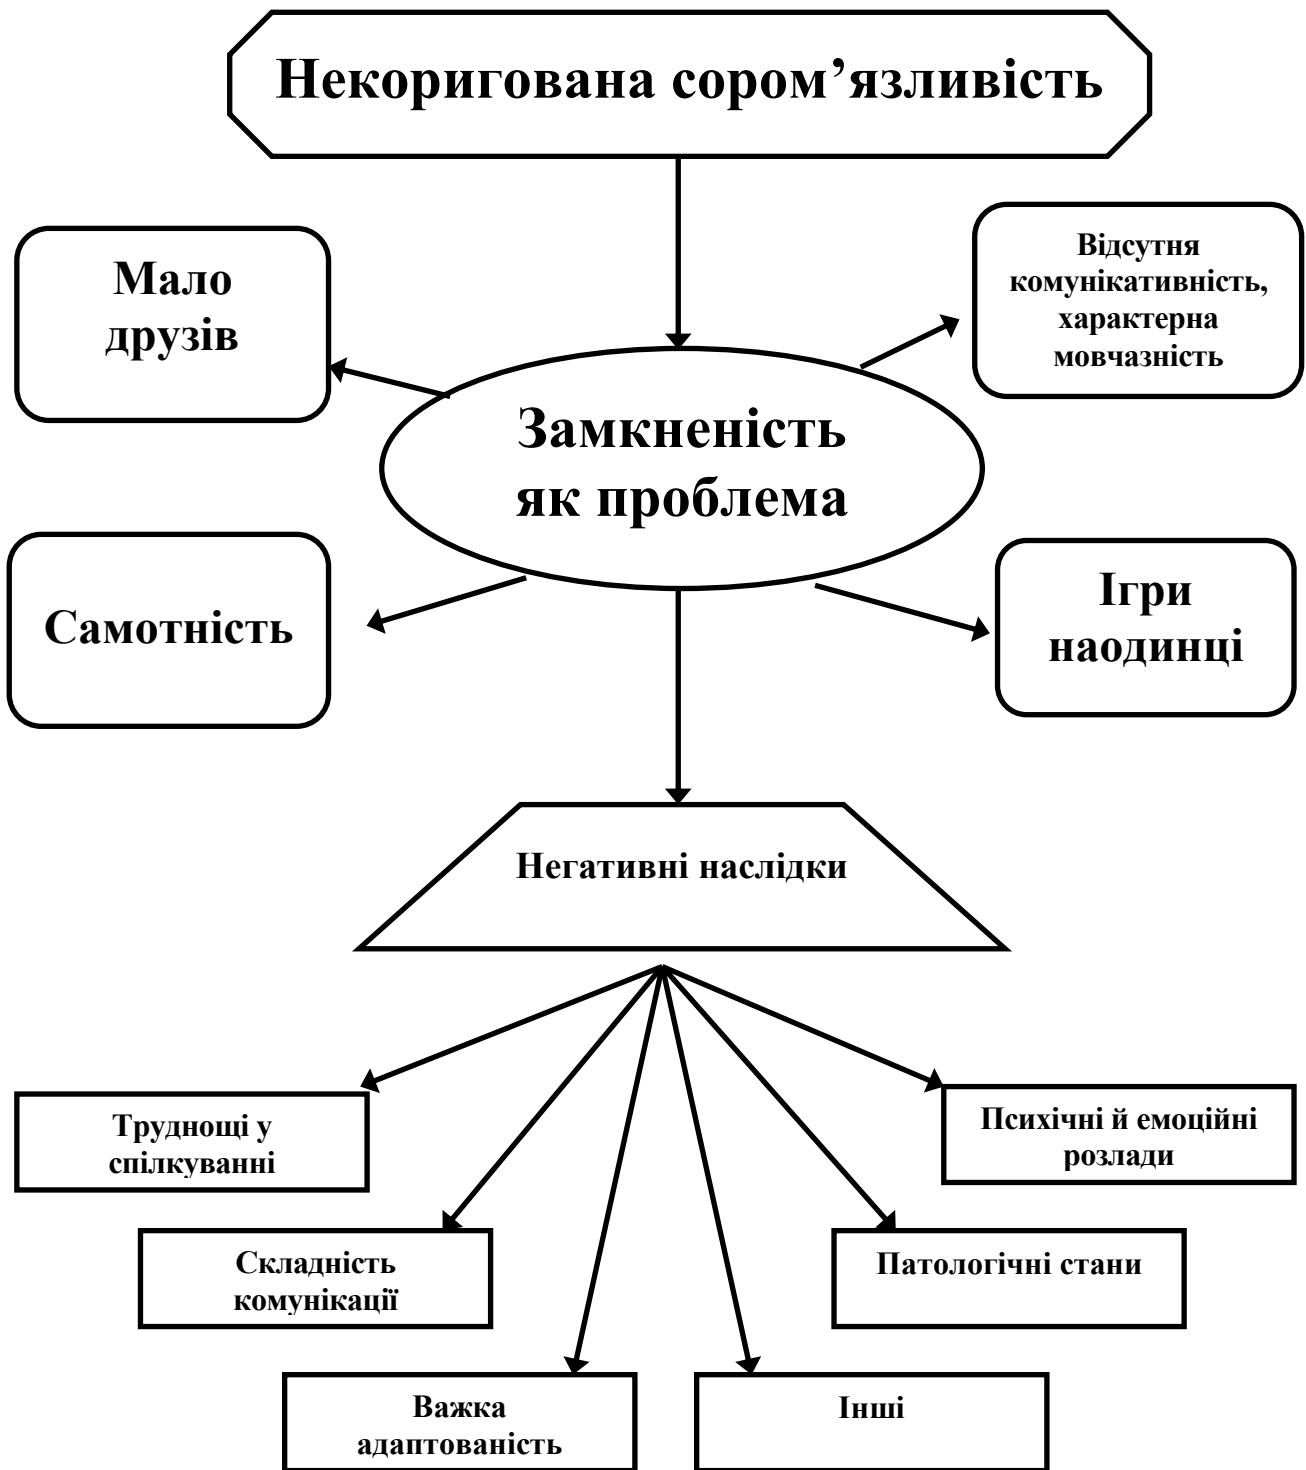 Некоригована сором’язливість
Мало
друзів
Відсутня
комунікативність,
характерна
мовчазність
Замкненість
як проблема
Самотність
Ігри
наодинці
Негативні наслідки
Труднощі у
спілкуванні
Психічні й емоційні
розлади
Складність
комунікації
Патологічні стани
Важка
адаптованість
Інші